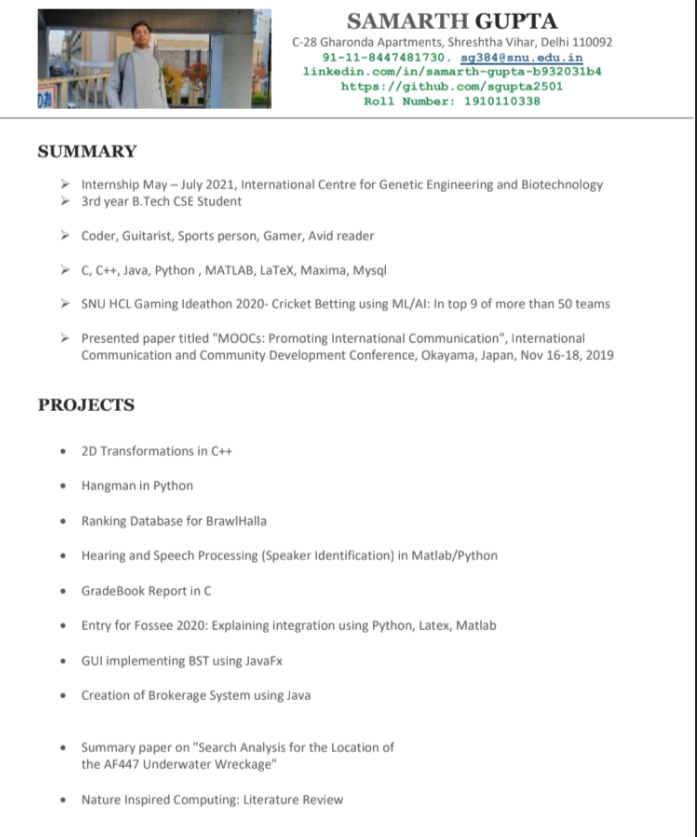 SAMARTH GUPTA
C-28 Gharonda Apartments, Shreshtha Vihar, Delhi 110092
91-11-8447481730. sg384@snu.edu.in
linkedin.com/in/samarth-gupta-b932031b4
https://github.com/sgupta2501
Roll Number: 1910110338
SUMMARY
➢ Internship May – July 2021, International Centre for Genetic Engineering and Biotechnology
➢ 3rd year B.Tech CSE Student
➢ Coder, Guitarist, Sports person, Gamer, Avid reader
➢ C, C++, Java, Python , MATLAB, LaTeX, Maxima, Mysql
➢ SNU HCL Gaming Ideathon 2020- Cricket Betting using ML/AI: In top 9 of more than 50 teams
➢ Presented paper titled "MOOCs: Promoting International Communication", International
Communication and Community Development Conference, Okayama, Japan, Nov 16-18, 2019
PROJECTS
• 2D Transformations in C++
• Hangman in Python
• Ranking Database for BrawlHalla
• Hearing and Speech Processing (Speaker Identification) in Matlab/Python
• GradeBook Report in C
• Entry for Fossee 2020: Explaining integration using Python, Latex, Matlab
• GUI implementing BST using JavaFx
• Creation of Brokerage System using Java
• Summary paper on "Search Analysis for the Location of
the AF447 Underwater Wreckage"
• Nature Inspired Computing: Literature Review